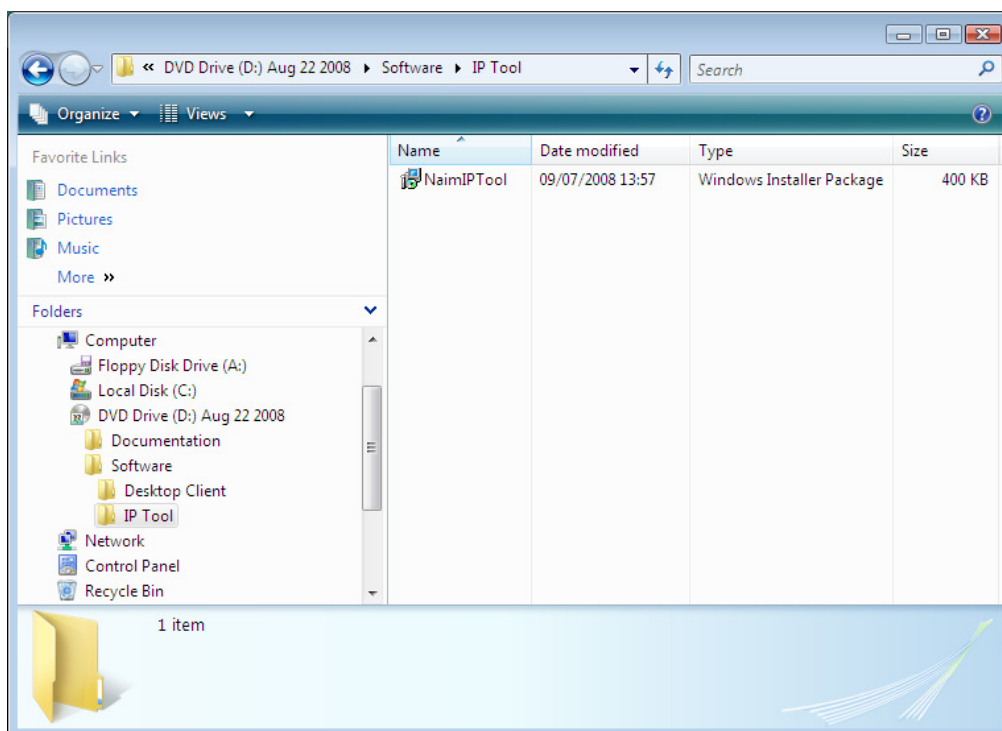 « DVD Drive (D:) Aug 22 2008 ▸ Software ▸ IP Tool
Search
Organize Views
Favorite Links
Documents
Pictures
Music
More »
Folders
Computer
Floppy Disk Drive (A:)
Local Disk (C:)
DVD Drive (D:) Aug 22 2008
Documentation
Software
Desktop Client
IP Tool
Network
Control Panel
Recycle Bin
Name Date modified Type Size
NaimIPTool 09/07/2008 13:57 Windows Installer Package 400 KB
1 item